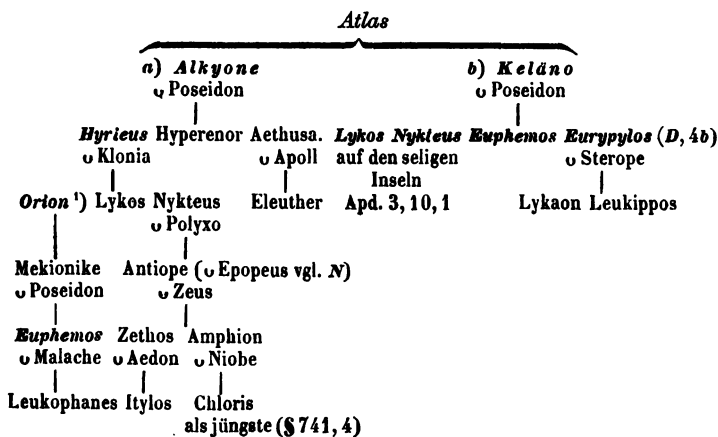 Atlas
a) Alkyone b) Keläno
∪ Poseidon ∪ Poseidon
Hyrieus Hyperenor Aethusa. Lykos Nykteus Euphemos Eurypylos (D, 4b)
∪ Klonia ∪ Apoll auf den seligen ∪ Sterope
Inseln
Orion ¹) Lykos Nykteus Eleuther Apd. 3, 10, 1 Lykaon Leukippos
∪ Polyxo
Mekionike Antiope (∪ Epopeus vgl. N)
∪ Poseidon ∪ Zeus
Euphemos Zethos Amphion
∪ Malache ∪ Aedon ∪ Niobe
Leukophanes Itylos Chloris
als jüngste (§ 741, 4)